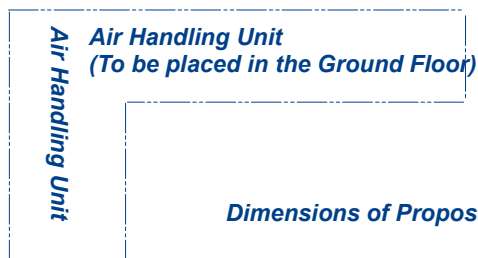 Air Handling Unit
(To be placed in the Ground Floor)
Air Handling Unit
Dimensions of Propos